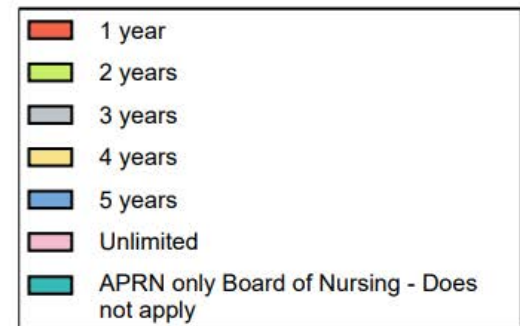 1 year
2 years
3 years
4 years
5 years
Unlimited
APRN only Board of Nursing - Does
not apply